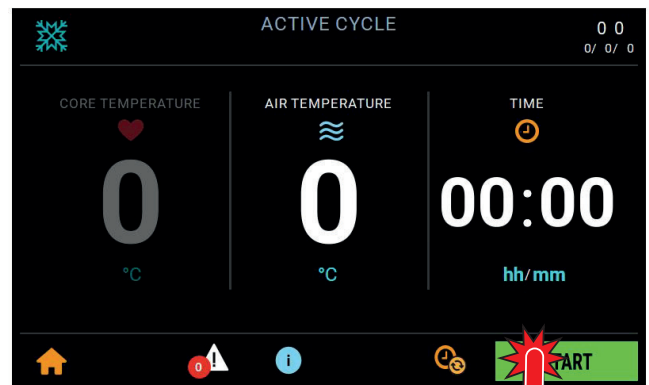 ACTIVE CYCLE
0 0
0/ 0/ 0
CORE TEMPERATURE
AIR TEMPERATURE
TIME
0
0
00:00
°C
°C
hh/mm
0
!
i